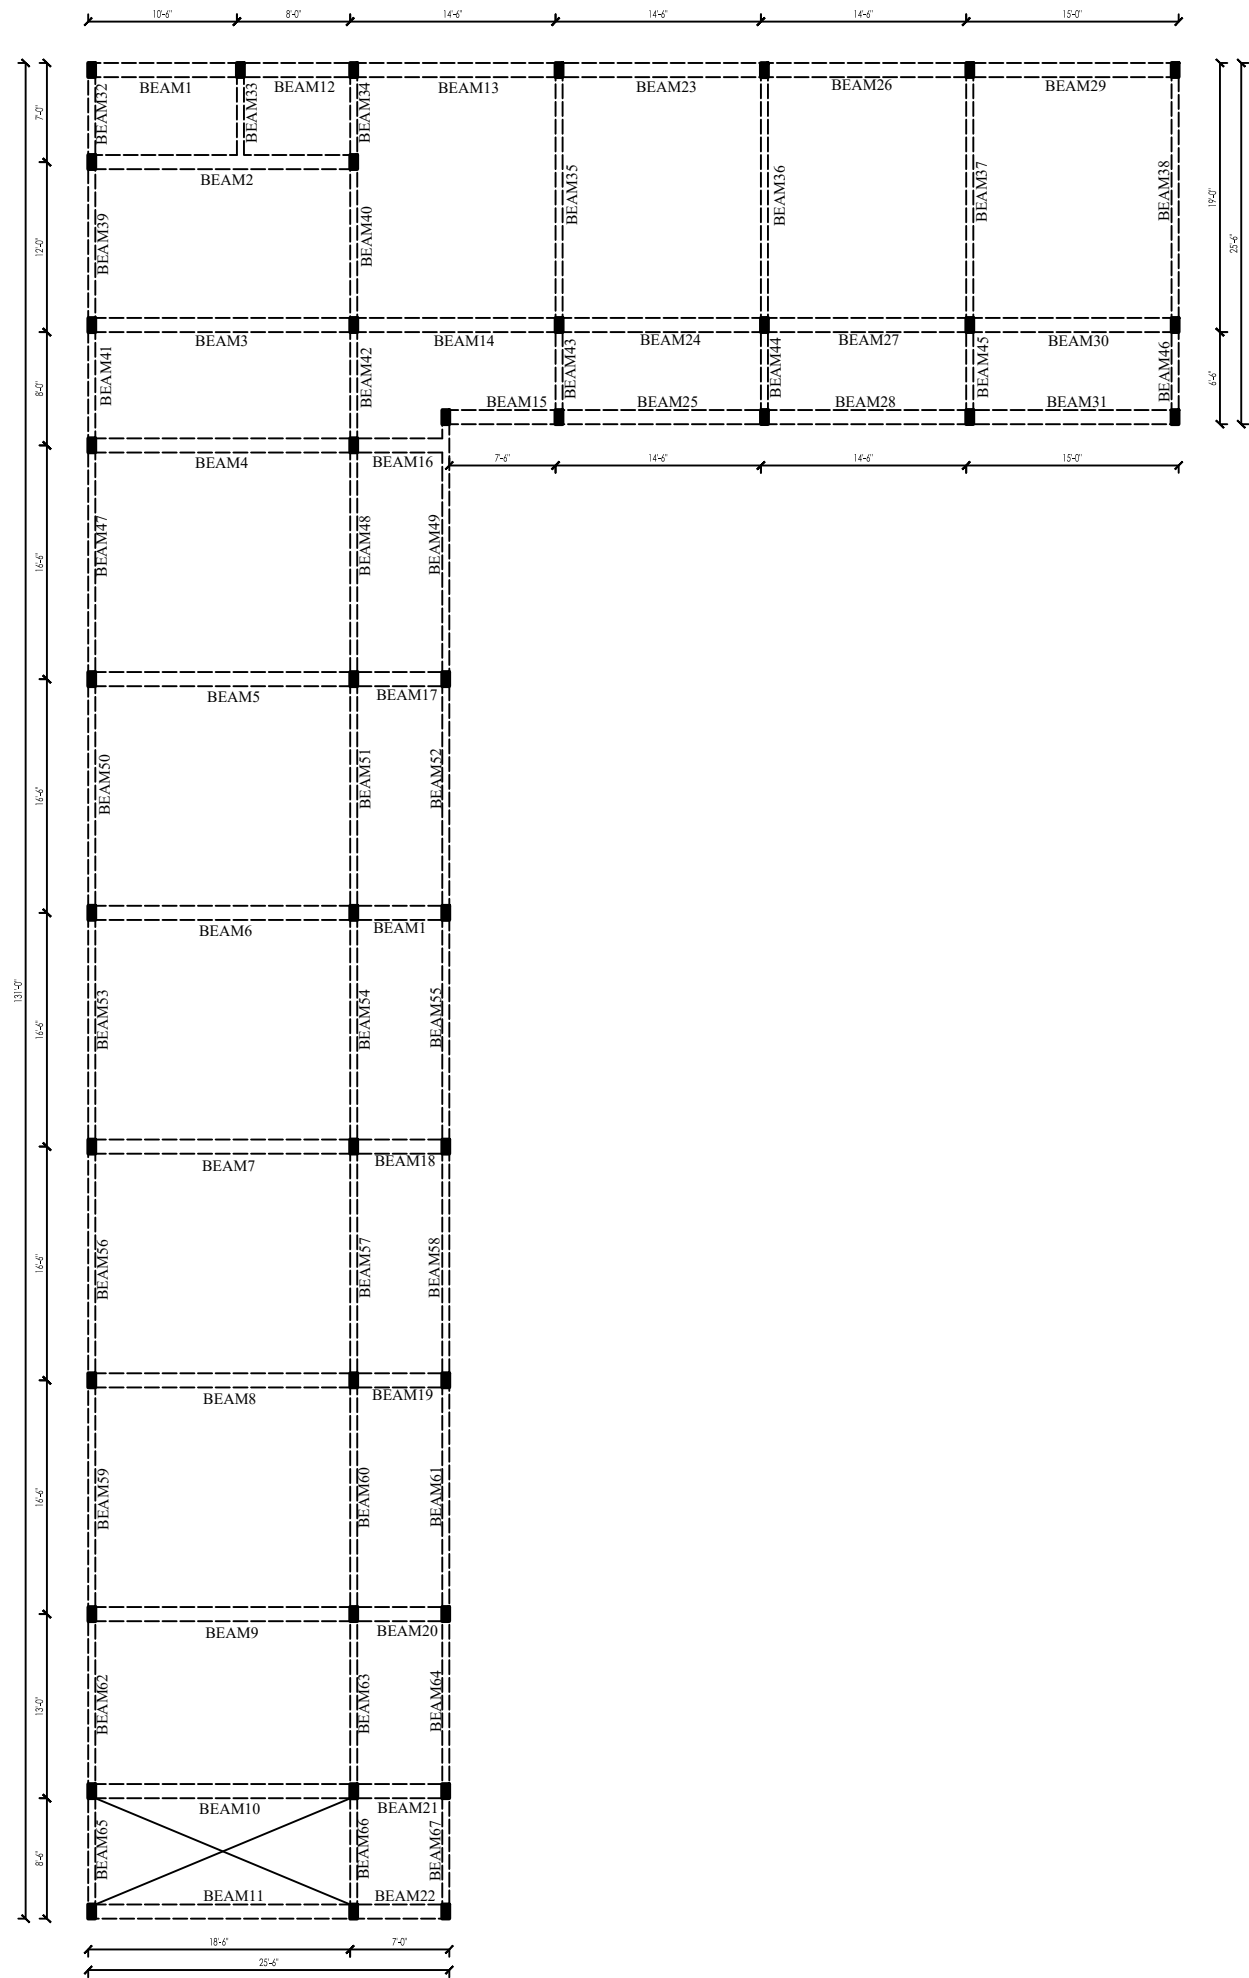 10'-6" 8'-0" 14'-6" 14'-6" 14'-6" 15'-0"
BEAM1 BEAM12 BEAM13 BEAM23 BEAM26 BEAM29
BEAM32 BEAM33 BEAM34
7'-0"
BEAM2
BEAM35 BEAM36 BEAM37 BEAM38
19'-0"
25'-6"
BEAM39 BEAM40
12'-0"
BEAM3 BEAM14 BEAM24 BEAM27 BEAM30
BEAM41 BEAM42 BEAM43 BEAM44 BEAM45 BEAM46
8'-0"
6'-6"
BEAM15 BEAM25 BEAM28 BEAM31
BEAM4 BEAM16
7'-6" 14'-6" 14'-6" 15'-0"
BEAM47 BEAM48 BEAM49
16'-6"
BEAM5 BEAM17
BEAM50 BEAM51 BEAM52
16'-6"
BEAM6 BEAM1
131'-0"
BEAM53 BEAM54 BEAM55
16'-6"
BEAM7 BEAM18
BEAM56 BEAM57 BEAM58
16'-6"
BEAM8 BEAM19
BEAM59 BEAM60 BEAM61
16'-6"
BEAM9 BEAM20
BEAM62 BEAM63 BEAM64
13'-0"
BEAM10 BEAM21
BEAM65 BEAM66 BEAM67
8'-6"
BEAM11 BEAM22
18'-6" 7'-0"
25'-6"